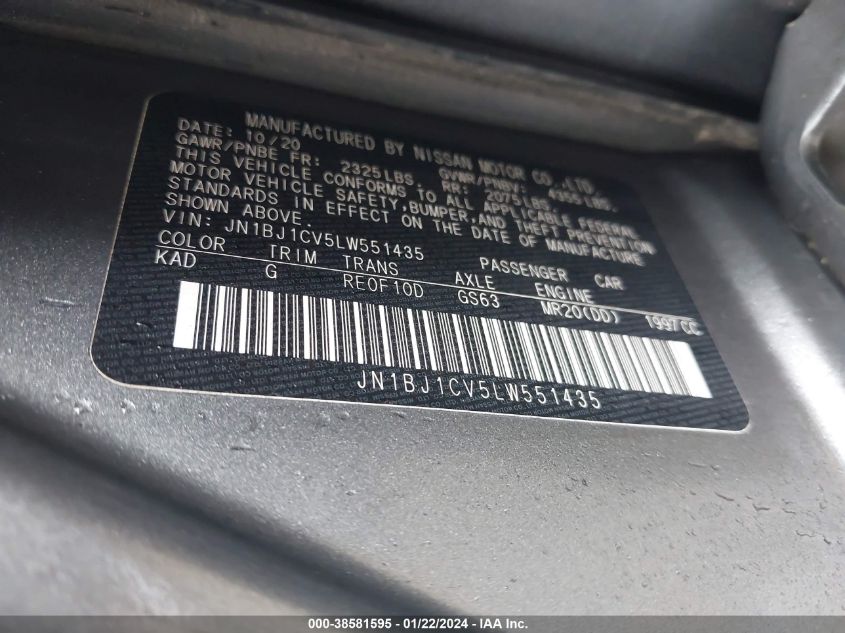 MANUFACTURED BY NISSAN MOTOR CO.,LTD.
DATE: 10/20 GVWR/PNBV: 4355LBS.
GAWR/PNBE FR: 2325LBS. RR: 2075LBS.
THIS VEHICLE CONFORMS TO ALL APPLICABLE FEDERAL
MOTOR VEHICLE SAFETY,BUMPER,AND THEFT PREVENTION
STANDARDS IN EFFECT ON THE DATE OF MANUFACTURE
SHOWN ABOVE.
VIN: JN1BJ1CV5LW551435 PASSENGER CAR
COLOR TRIM TRANS AXLE ENGINE
KAD G RE0F10D GS63 MR20(DD) 1997CC
JN1BJ1CV5LW551435
000-38581595 - 01/22/2024 - IAA Inc.